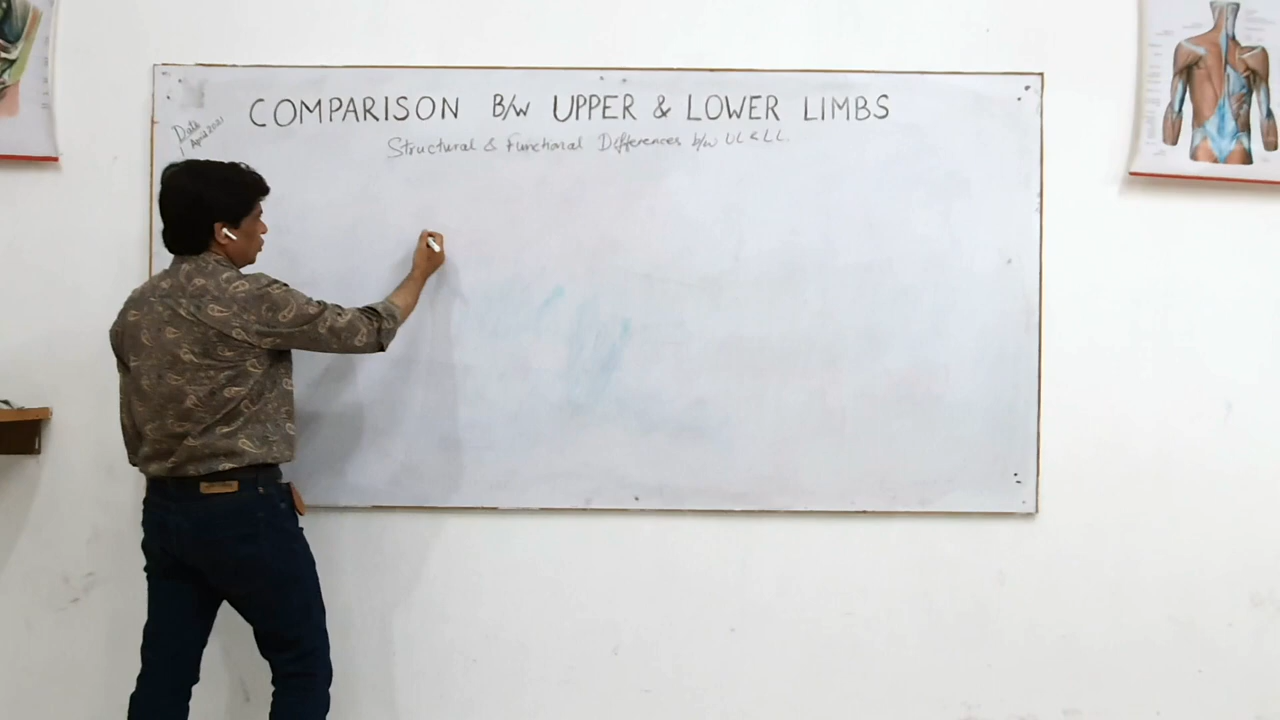 COMPARISON B/W UPPER & LOWER LIMBS
Date
April 2021
Structural & Functional Differences b/w UL & LL.